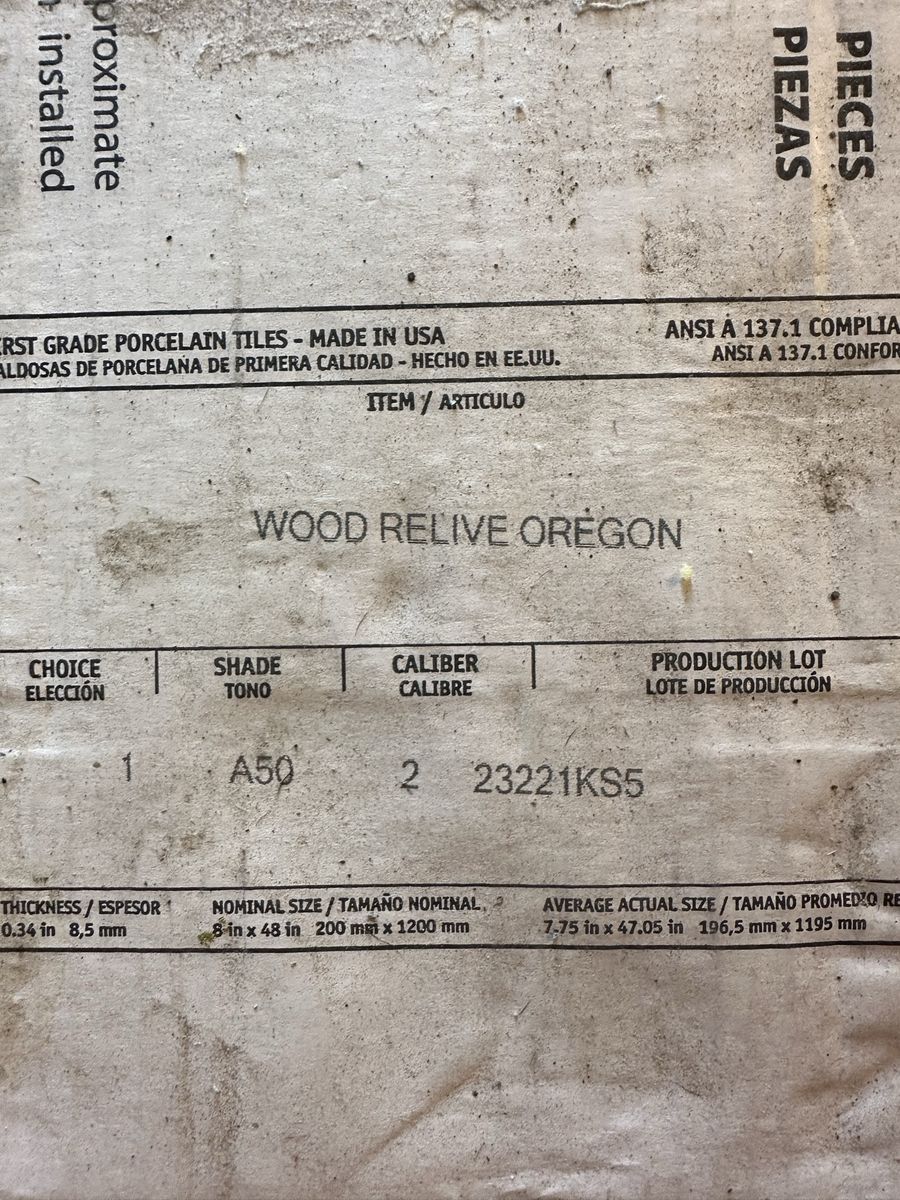 PIECES
PIEZAS
proximate
installed
RST GRADE PORCELAIN TILES - MADE IN USA
ALDOSAS DE PORCELANA DE PRIMERA CALIDAD - HECHO EN EE.UU.
ANSI A 137.1 COMPLIA
ANSI A 137.1 CONFOR
ITEM / ARTICULO
WOOD RELIVE OREGON
CHOICE
ELECCIÓN
SHADE
TONO
CALIBER
CALIBRE
PRODUCTION LOT
LOTE DE PRODUCCIÓN
1 A50 2 23221KS5
THICKNESS / ESPESOR
0.34 in 8,5 mm
NOMINAL SIZE / TAMAÑO NOMINAL
8 in x 48 in 200 mm x 1200 mm
AVERAGE ACTUAL SIZE / TAMAÑO PROMEDIO RE
7.75 in x 47.05 in 196,5 mm x 1195 mm